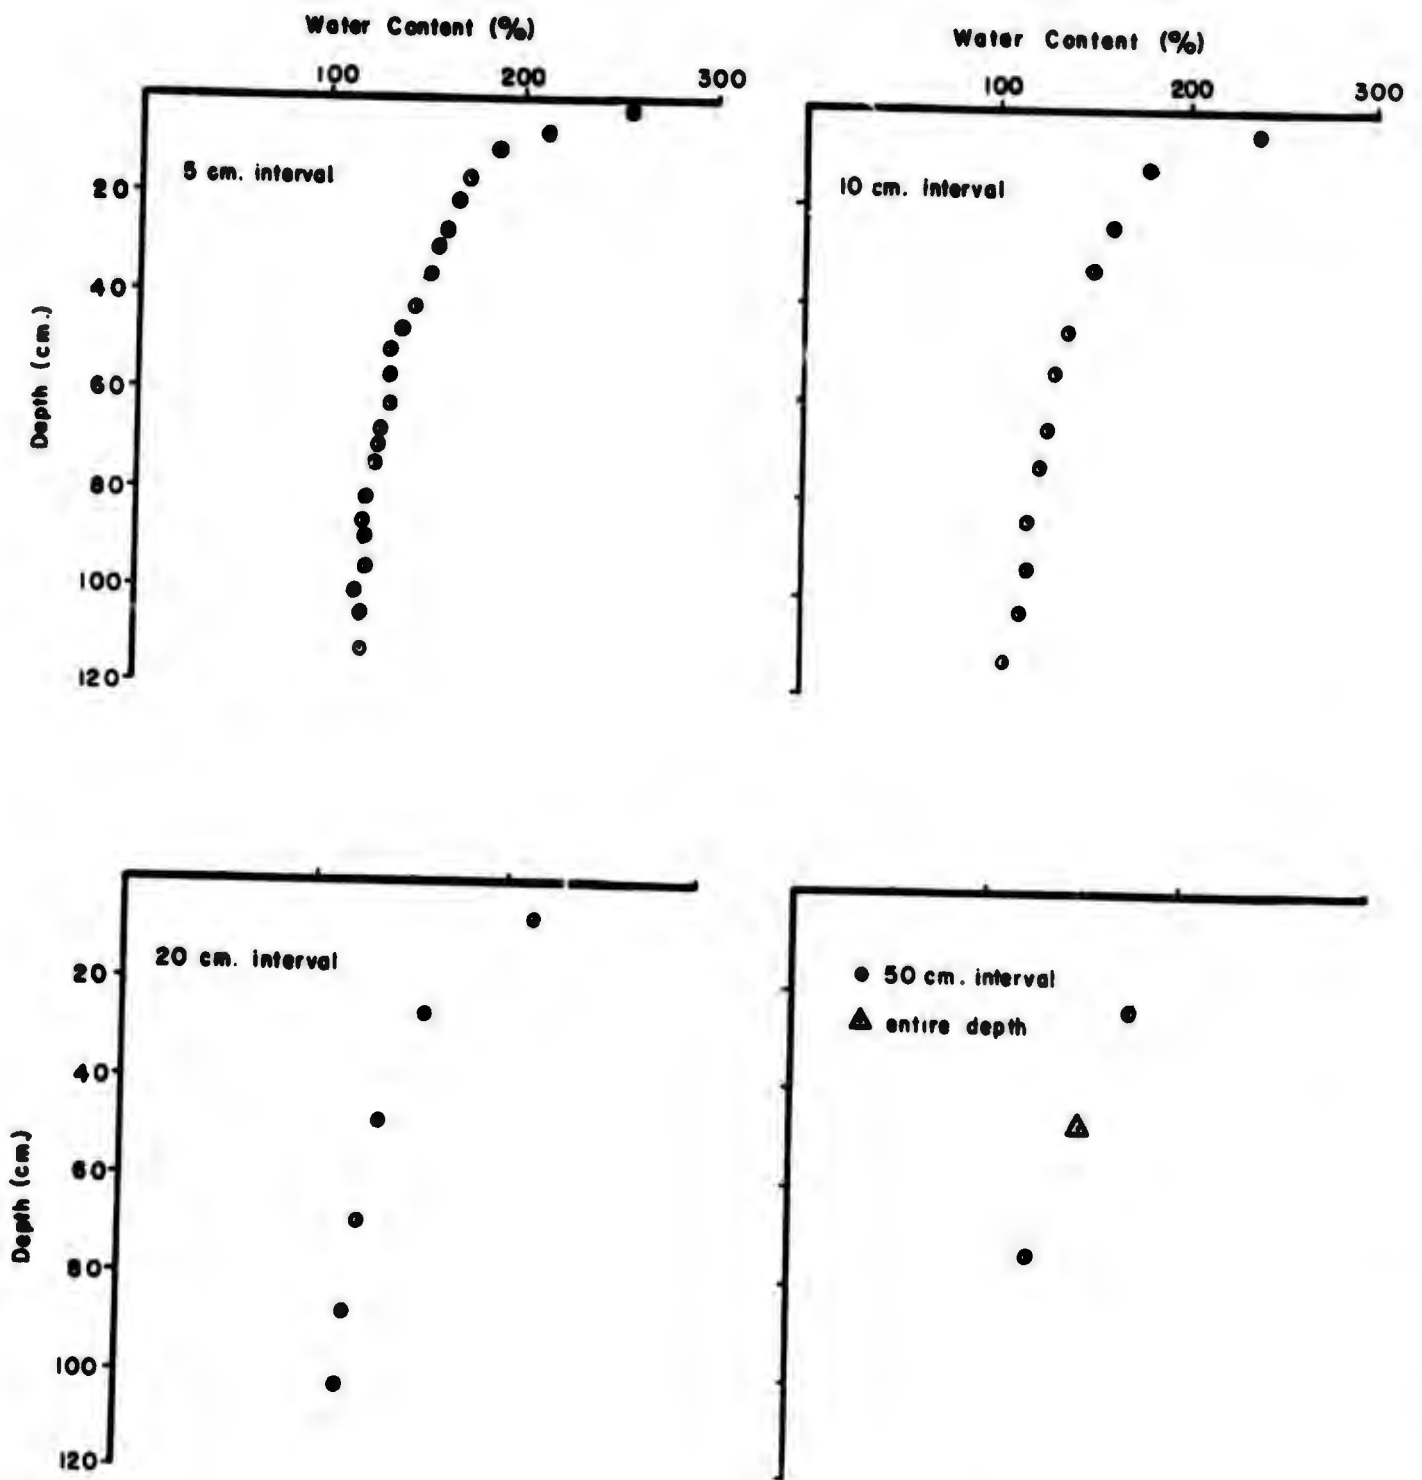 Water Content (%)
100 200 300
5 cm. interval
20
40
60
80
100
120
Depth (cm.)
Water Content (%)
100 200 300
10 cm. interval
20 cm. interval
20
40
60
80
100
120
Depth (cm.)
50 cm. interval
entire depth